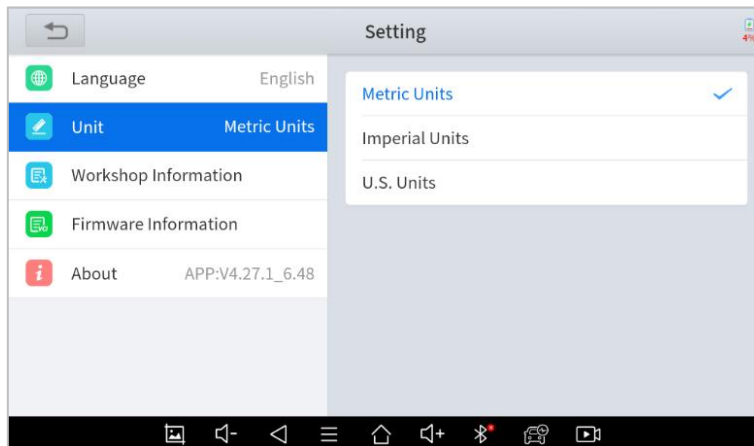 Setting
4%
Language English
Unit Metric Units
Workshop Information
Firmware Information
About APP:V4.27.1_6.48
Metric Units
Imperial Units
U.S. Units